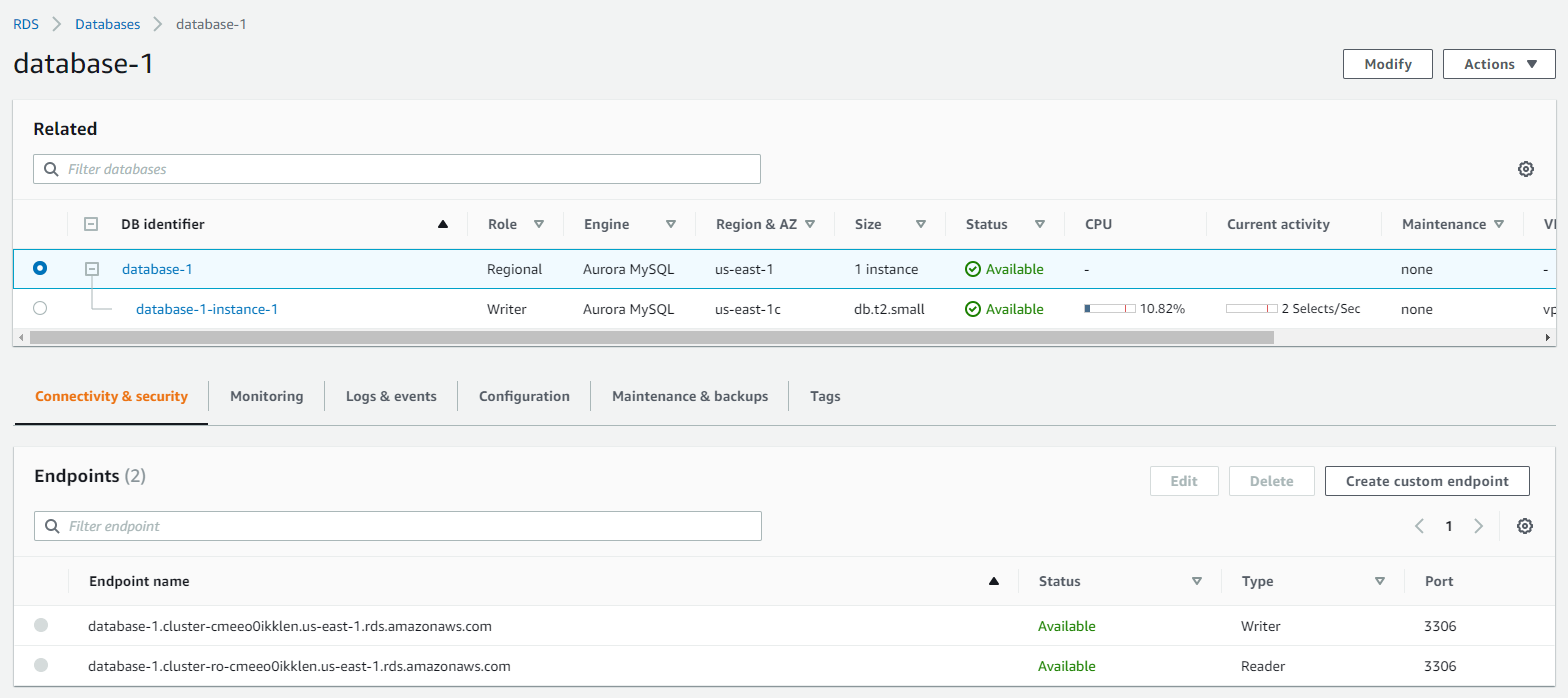 RDS > Databases > database-1
database-1
Modify
Actions
Related
Filter databases
DB identifier Role Engine Region & AZ Size Status CPU Current activity Maintenance
database-1 Regional Aurora MySQL us-east-1 1 instance Available - none -
database-1-instance-1 Writer Aurora MySQL us-east-1c db.t2.small Available 10.82% 2 Selects/Sec none
Connectivity & security Monitoring Logs & events Configuration Maintenance & backups Tags
Endpoints (2)
Edit Delete Create custom endpoint
Filter endpoint
1
Endpoint name Status Type Port
database-1.cluster-cmeeo0ikklen.us-east-1.rds.amazonaws.com Available Writer 3306
database-1.cluster-ro-cmeeo0ikklen.us-east-1.rds.amazonaws.com Available Reader 3306